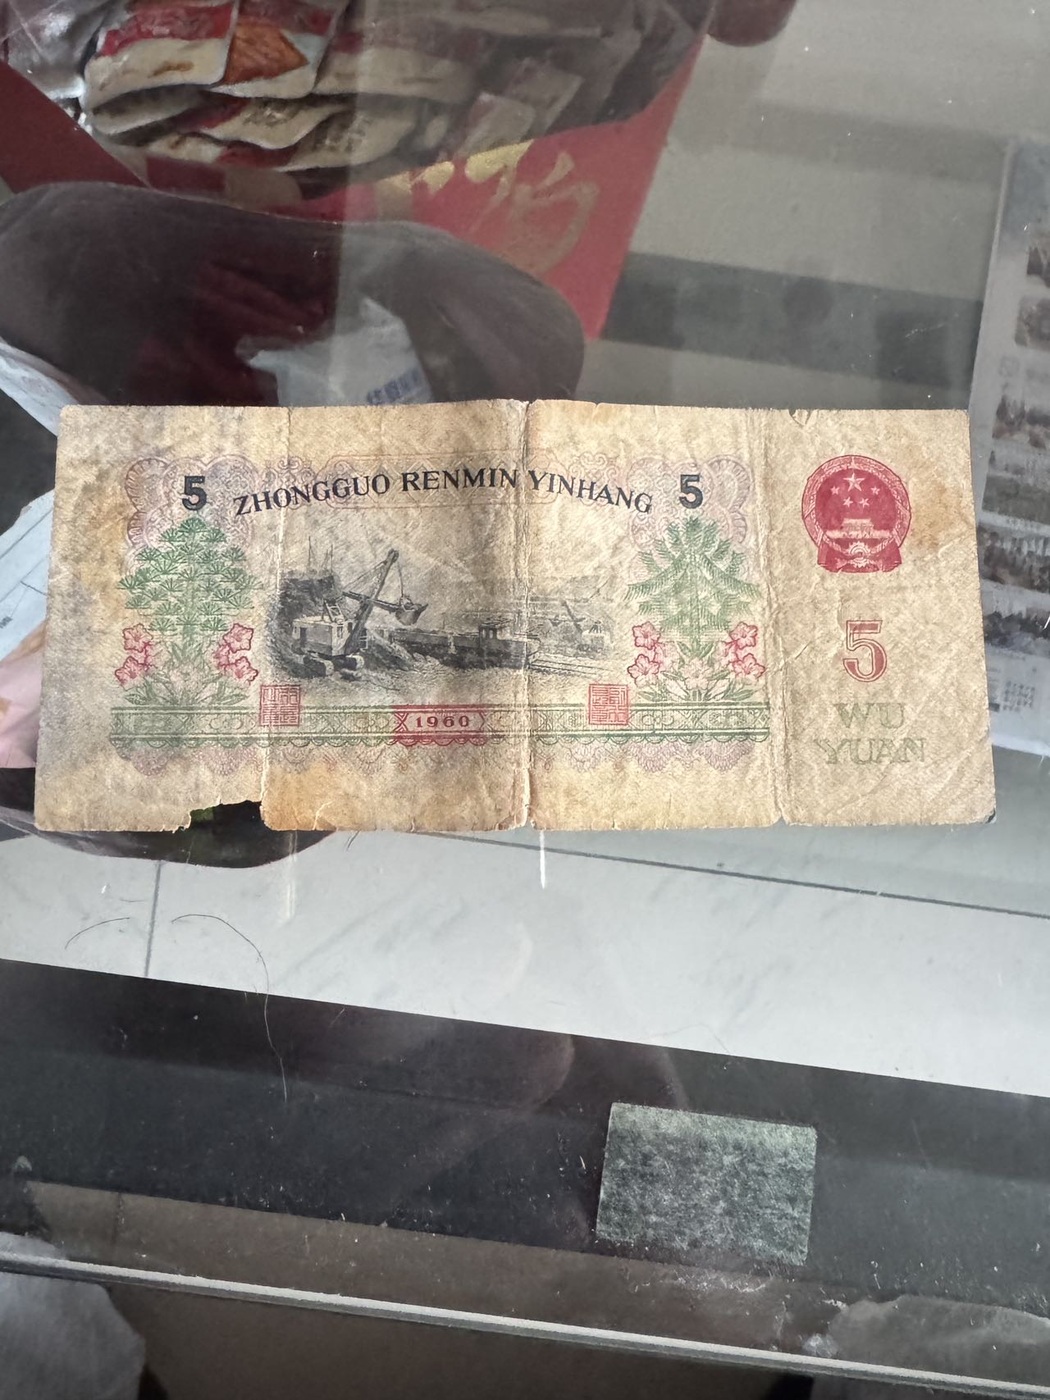 5 ZHONGGUO RENMIN YINHANG 5
5
WU
YUAN
1960